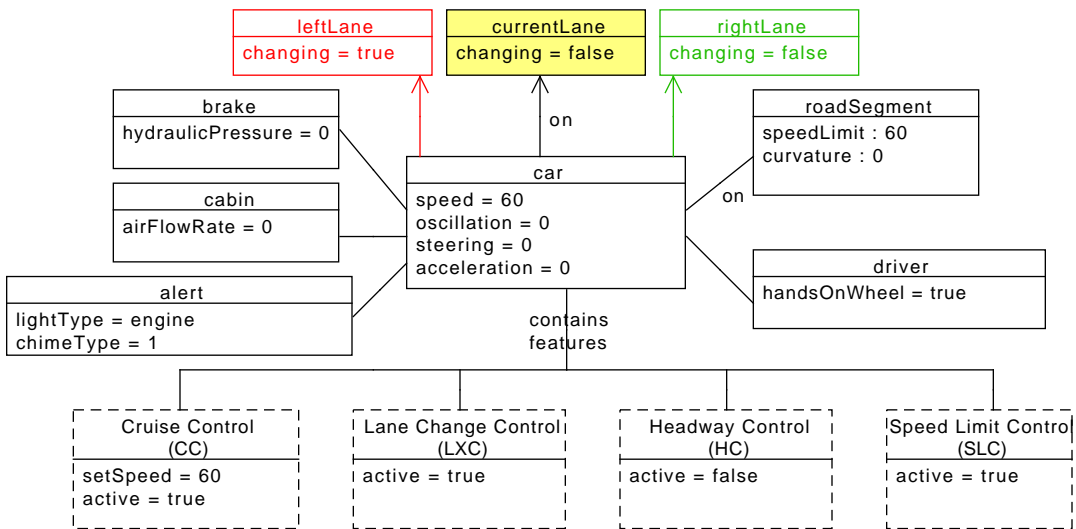 leftLane
changing = true
currentLane
changing = false
rightLane
changing = false
brake
hydraulicPressure = 0
on
roadSegment
speedLimit : 60
curvature : 0
car
speed = 60
oscillation = 0
steering = 0
acceleration = 0
cabin
airFlowRate = 0
on
alert
lightType = engine
chimeType = 1
driver
handsOnWheel = true
contains
features
Cruise Control
(CC)
setSpeed = 60
active = true
Lane Change Control
(LXC)
active = true
Headway Control
(HC)
active = false
Speed Limit Control
(SLC)
active = true